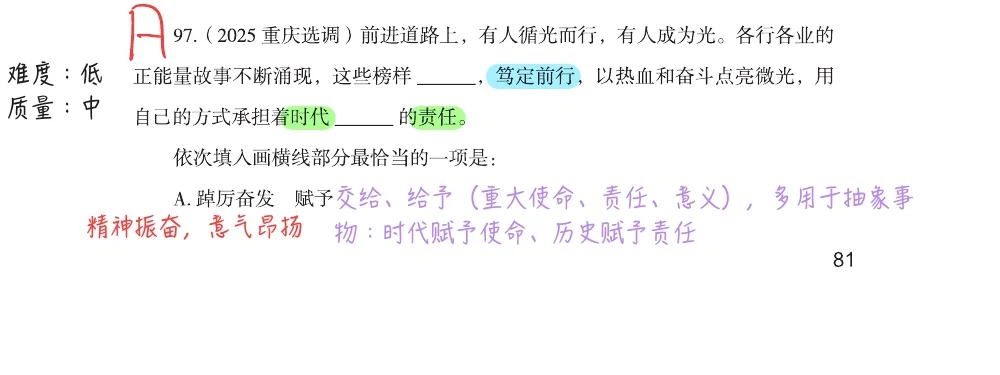 A 97.（2025 重庆选调）前进道路上，有人循光而行，有人成为光。各行各业的
难度：低
正能量故事不断涌现，这些榜样 ______，笃定前行，以热血和奋斗点亮微光，用
质量：中
自己的方式承担着时代 ______ 的责任。
依次填入画横线部分最恰当的一项是：
A. 踔厉奋发 赋予
交给、给予（重大使命、责任、意义），多用于抽象事
精神振奋，意气昂扬
物：时代赋予使命、历史赋予责任
81